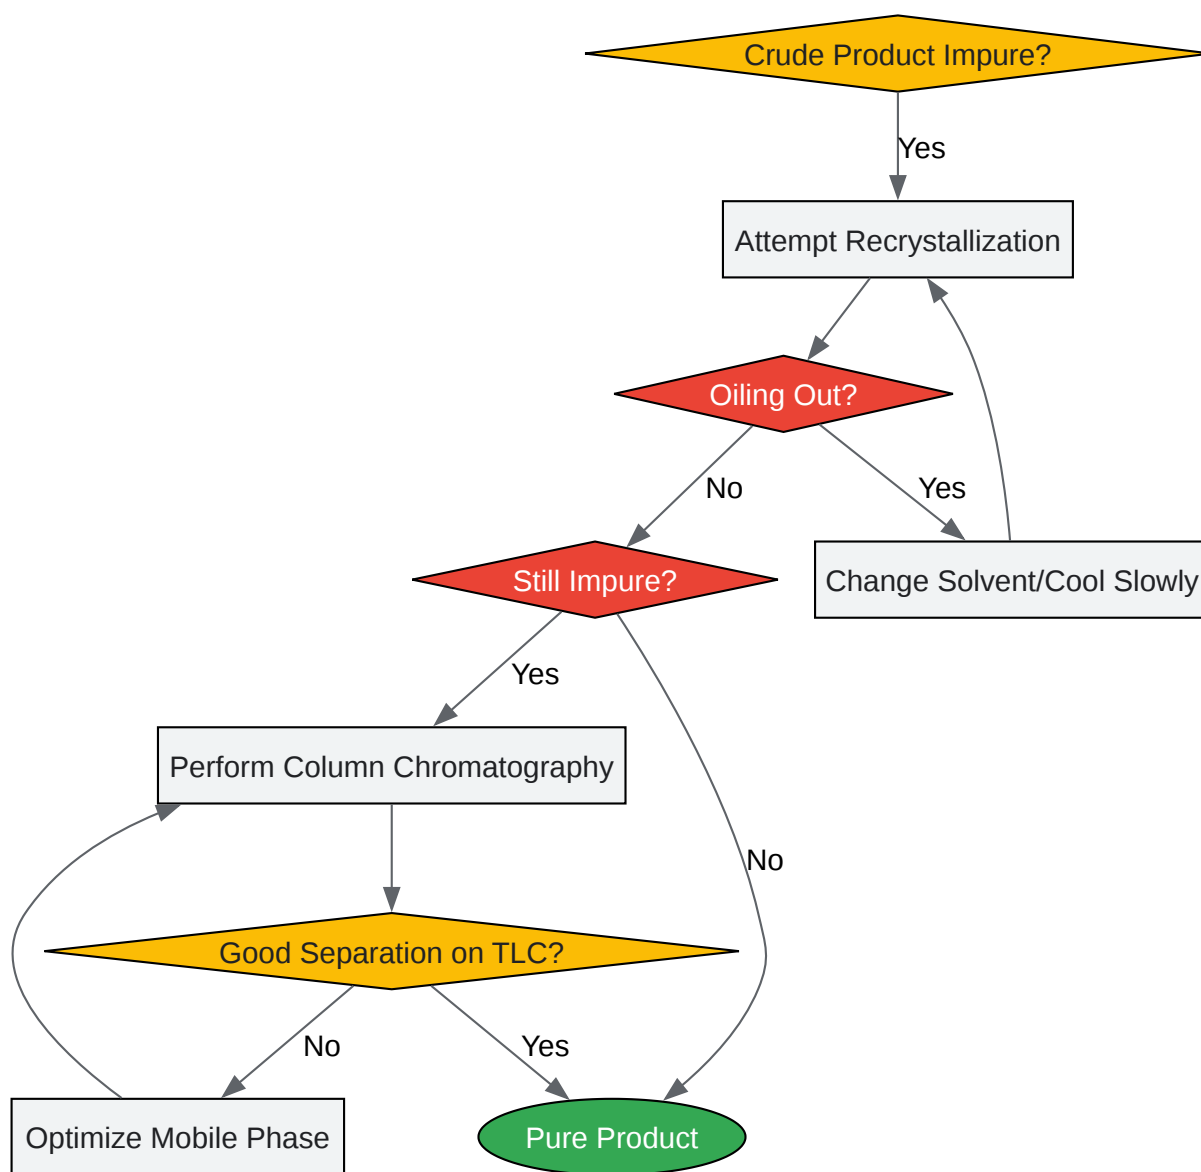 Crude Product Impure?
Yes
Attempt Recrystallization
Oiling Out?
No
Yes
Still Impure?
Change Solvent/Cool Slowly
Yes
Perform Column Chromatography
No
Good Separation on TLC?
No
Yes
Optimize Mobile Phase
Pure Product